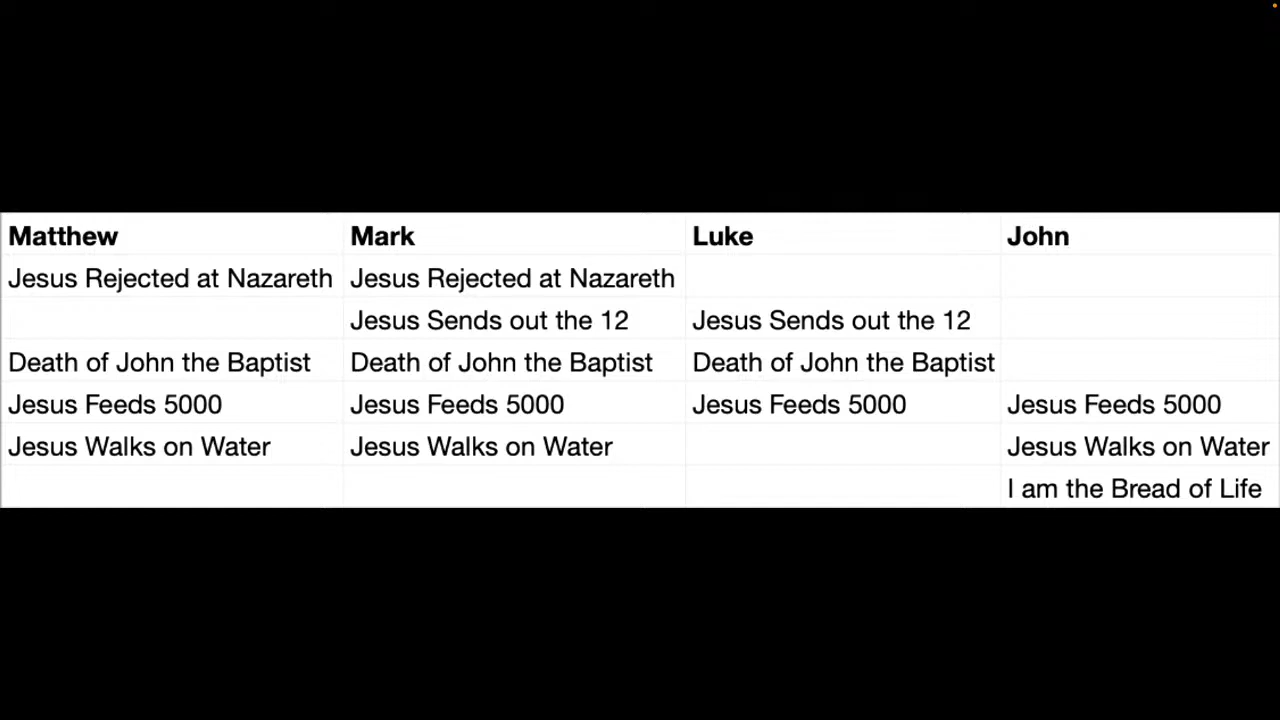 Matthew Mark Luke John
Jesus Rejected at Nazareth Jesus Rejected at Nazareth
Jesus Sends out the 12 Jesus Sends out the 12
Death of John the Baptist Death of John the Baptist Death of John the Baptist
Jesus Feeds 5000 Jesus Feeds 5000 Jesus Feeds 5000 Jesus Feeds 5000
Jesus Walks on Water Jesus Walks on Water Jesus Walks on Water
I am the Bread of Life